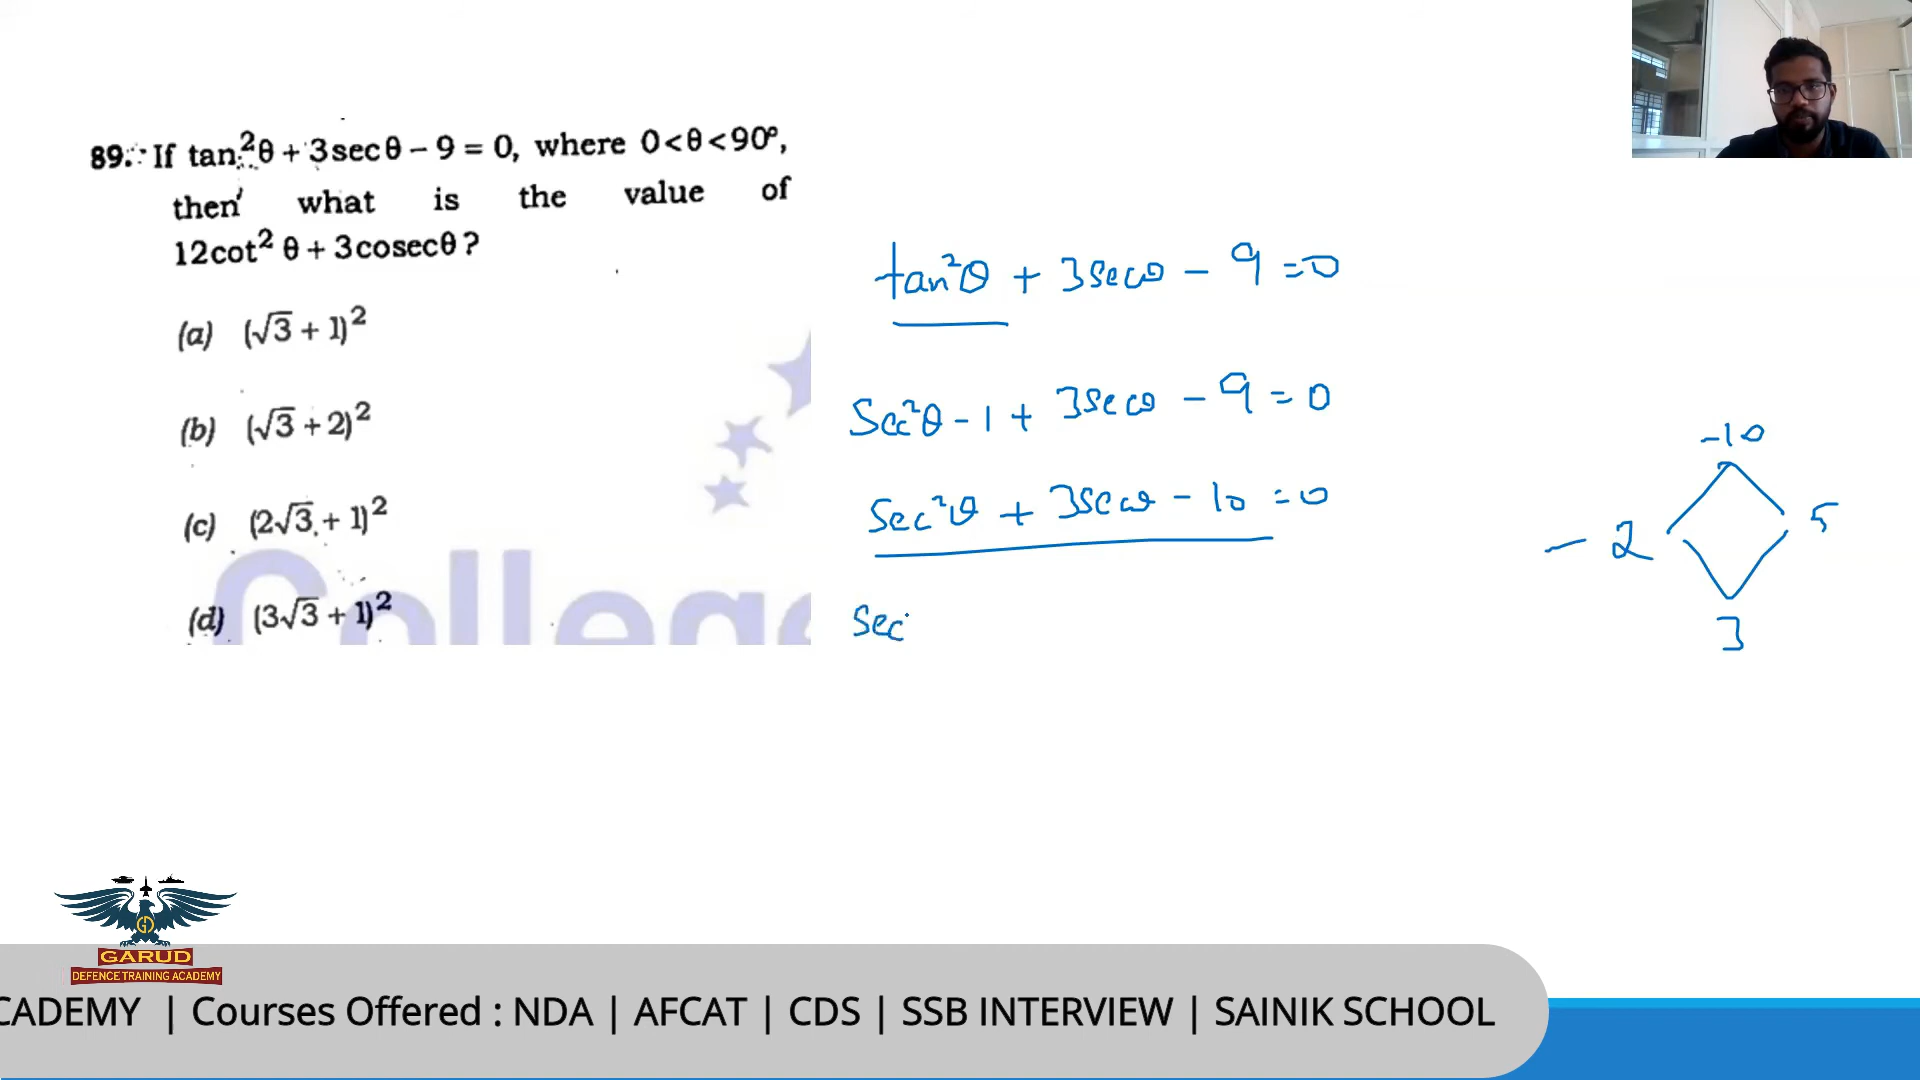 89. If tan²θ + 3secθ – 9 = 0, where 0<θ<90°,
then what is the value of
12cot² θ + 3cosecθ ?
(a) (√3 + 1)²
(b) (√3 + 2)²
(c) (2√3 + 1)²
(d) (3√3 + 1)²
College
tan²θ + 3secθ – 9 = 0
Sec²θ – 1 + 3secθ – 9 = 0
Sec²θ + 3secθ – 10 = 0
Sec
-10
– 2 5
3
GARUD
DEFENCE TRAINING ACADEMY
CADEMY | Courses Offered : NDA | AFCAT | CDS | SSB INTERVIEW | SAINIK SCHOOL